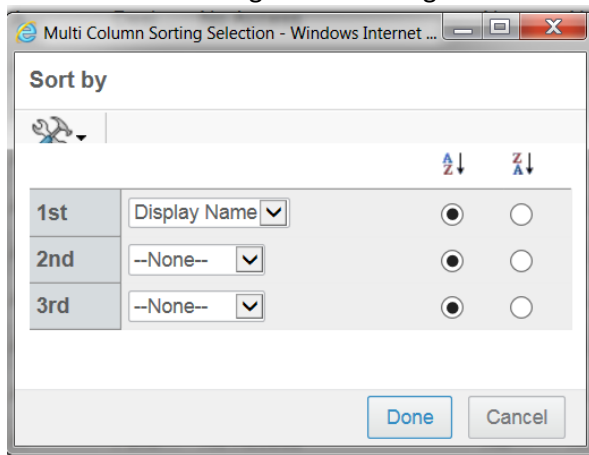 Multi Column Sorting Selection - Windows Internet ...
Sort by
A Z Z A
1st Display Name
2nd --None--
3rd --None--
Done Cancel